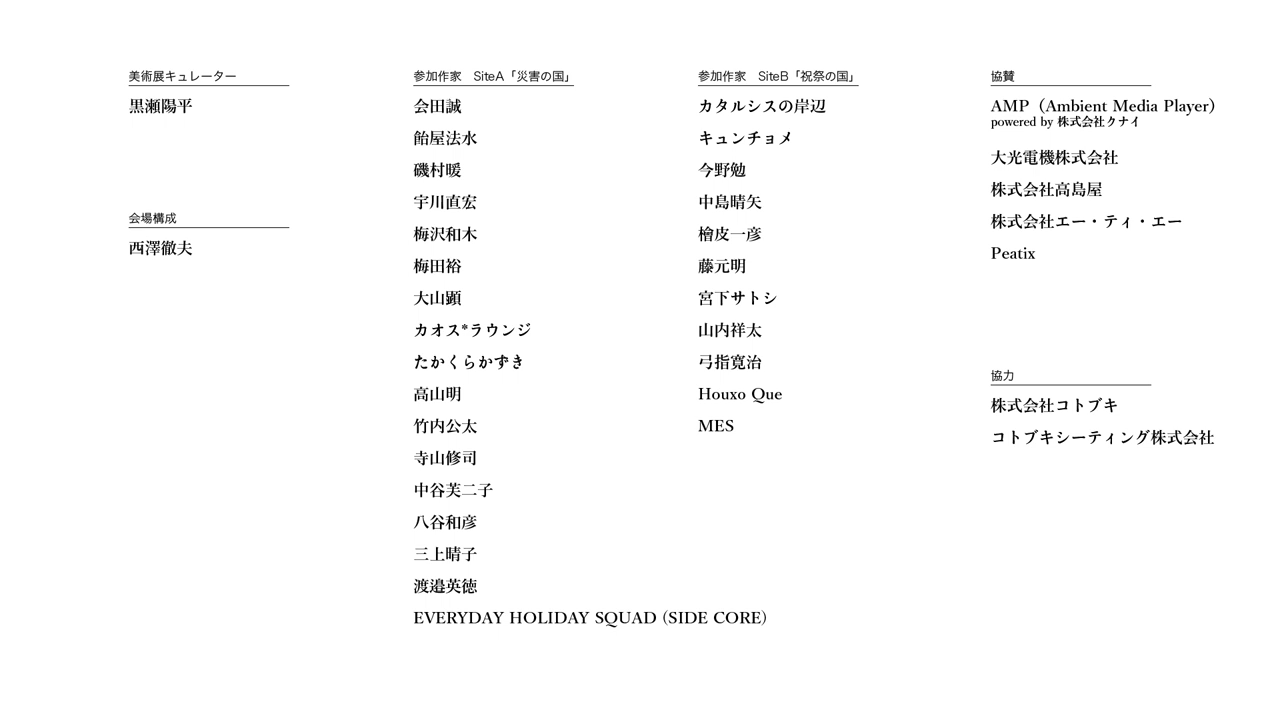 美術展キュレーター
黒瀬陽平
会場構成
西澤徹夫
参加作家　SiteA「災害の国」
会田誠
飴屋法水
磯村暖
宇川直宏
梅沢和木
梅田裕
大山顕
カオス*ラウンジ
たかくらかずき
高山明
竹内公太
寺山修司
中谷芙二子
八谷和彦
三上晴子
渡邉英徳
EVERYDAY HOLIDAY SQUAD (SIDE CORE)
参加作家　SiteB「祝祭の国」
カタルシスの岸辺
キュンチョメ
今野勉
中島晴矢
檜皮一彦
藤元明
宮下サトシ
山内祥太
弓指寛治
Houxo Que
MES
協賛
AMP（Ambient Media Player）
powered by 株式会社クナイ
大光電機株式会社
株式会社高島屋
株式会社エー・ティ・エー
Peatix
協力
株式会社コトブキ
コトブキシーティング株式会社